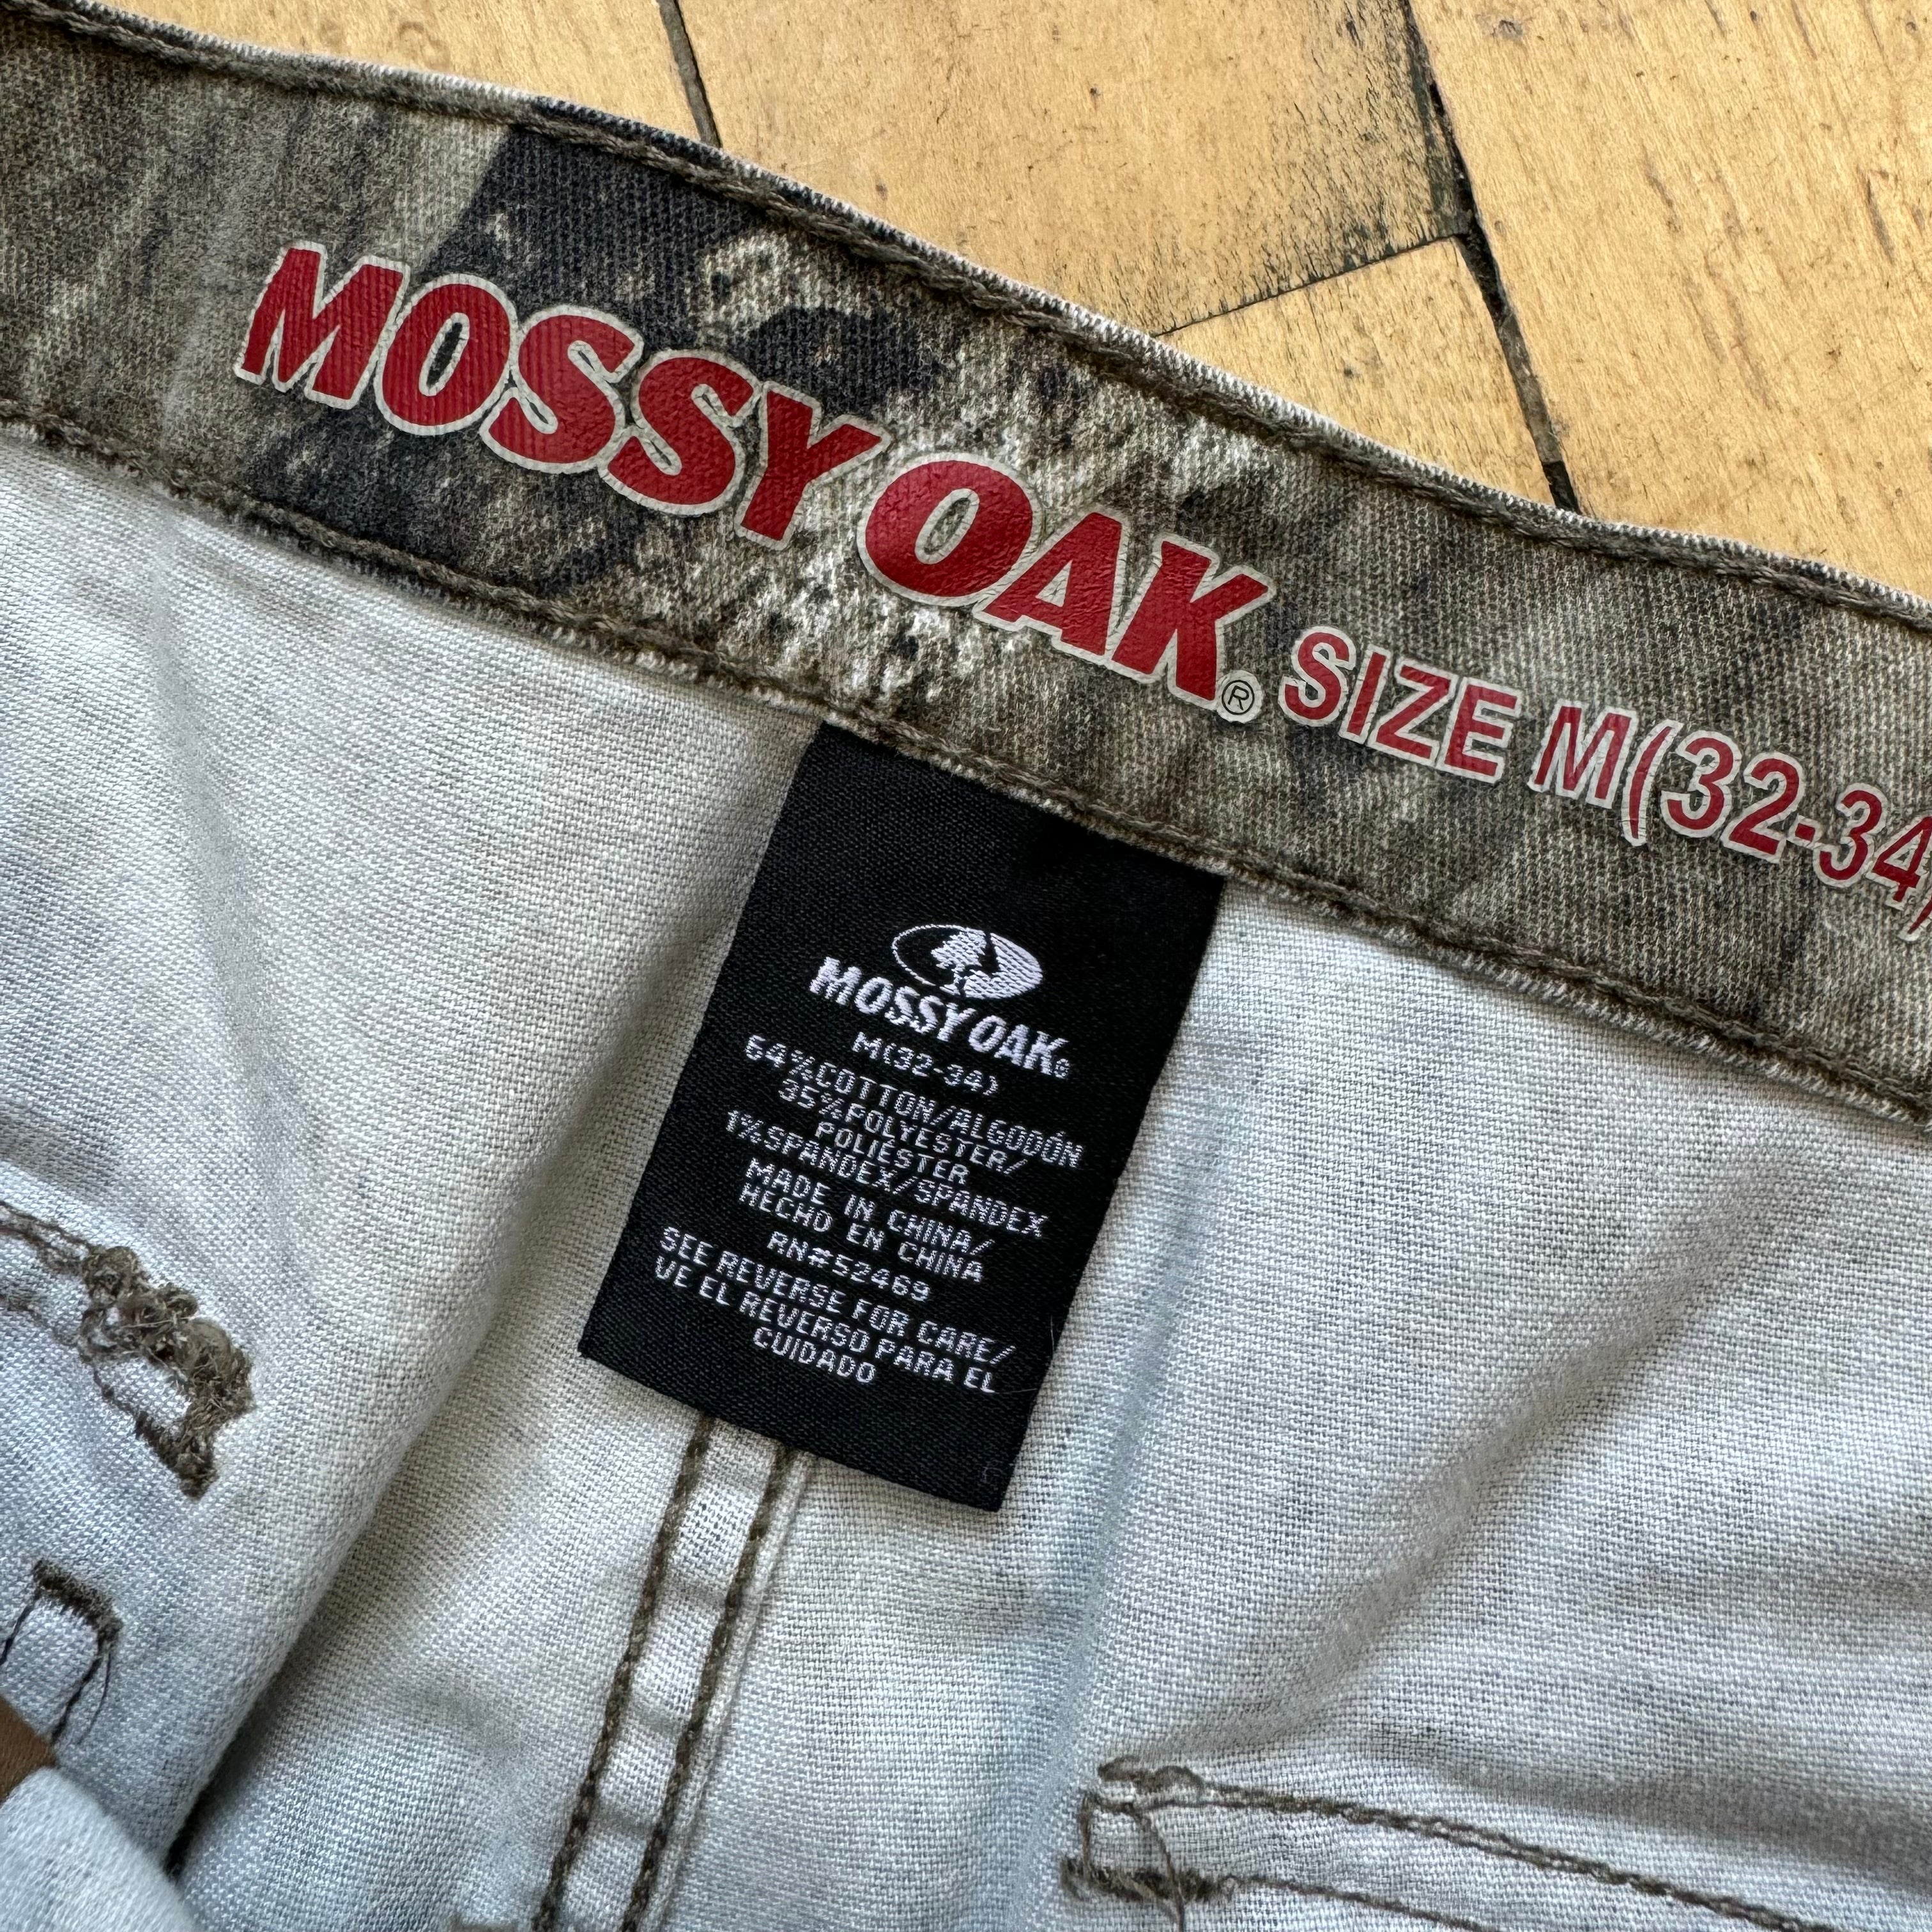 MOSSY OAK® SIZE M(32-34)
MOSSY OAK®
M(32-34)
64%COTTON/ALGODÓN
35%POLYESTER/
POLIÉSTER
1%SPANDEX/SPANDEX
MADE IN CHINA/
HECHO EN CHINA
RN#52469
SEE REVERSE FOR CARE/
VE EL REVERSO PARA EL
CUIDADO